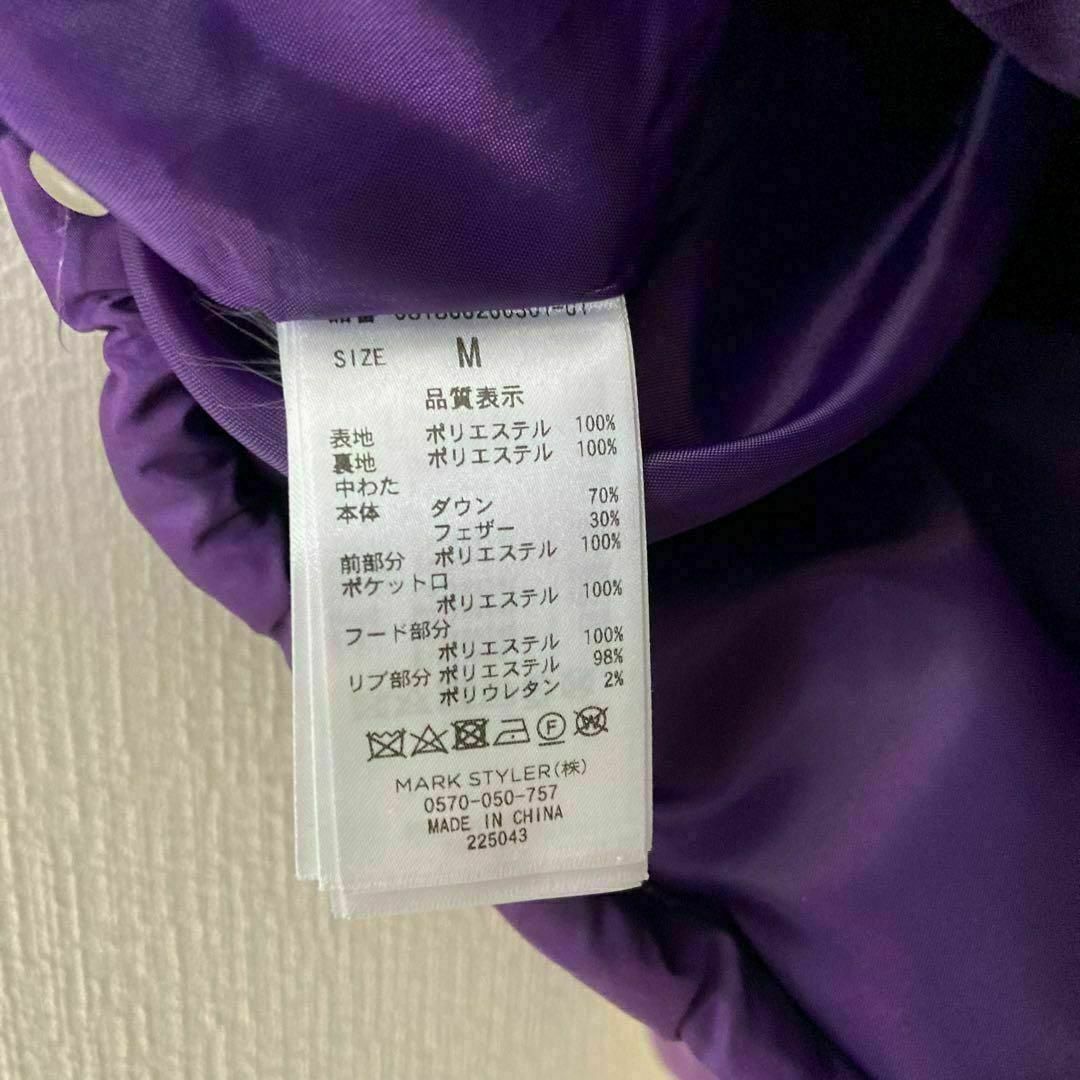 SIZE M
品質表示
表地 ポリエステル 100%
裏地 ポリエステル 100%
中わた
本体 ダウン 70%
フェザー 30%
前部分 ポリエステル 100%
ポケット口
ポリエステル 100%
フード部分
ポリエステル 100%
リブ部分 ポリエステル 98%
ポリウレタン 2%
F W
MARK STYLER(株)
0570-050-757
MADE IN CHINA
225043